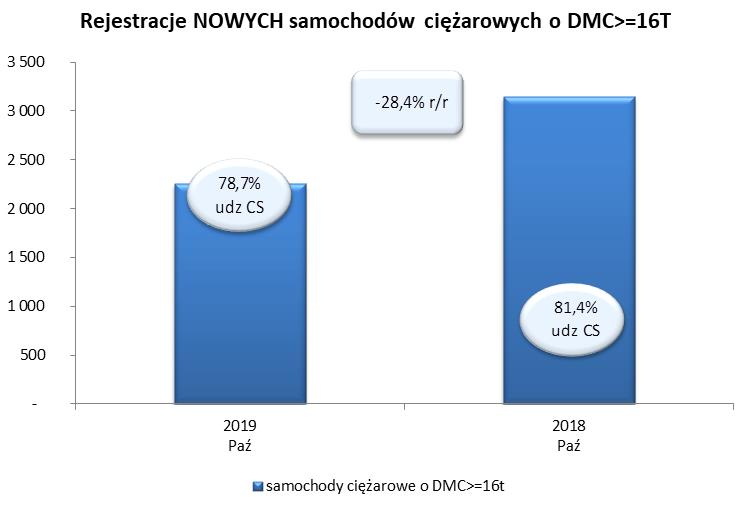 Rejestracje NOWYCH samochodów ciężarowych o DMC>=16T
3 500
3 000
2 500
2 000
1 500
1 000
500
-
-28,4% r/r
78,7%
udz CS
81,4%
udz CS
2019
Paź
2018
Paź
samochody ciężarowe o DMC>=16t